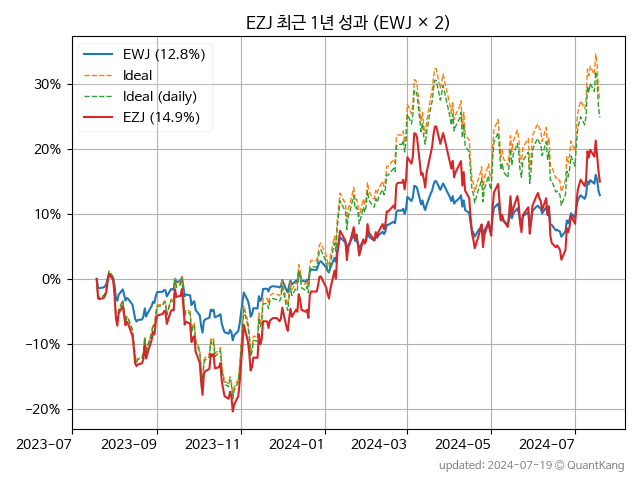 EZJ 최근 1년 성과 (EWJ × 2)
EWJ (12.8%)
Ideal
Ideal (daily)
EZJ (14.9%)
30%
20%
10%
0%
−10%
−20%
2023-07 2023-09 2023-11 2024-01 2024-03 2024-05 2024-07
updated: 2024-07-19 © QuantKang